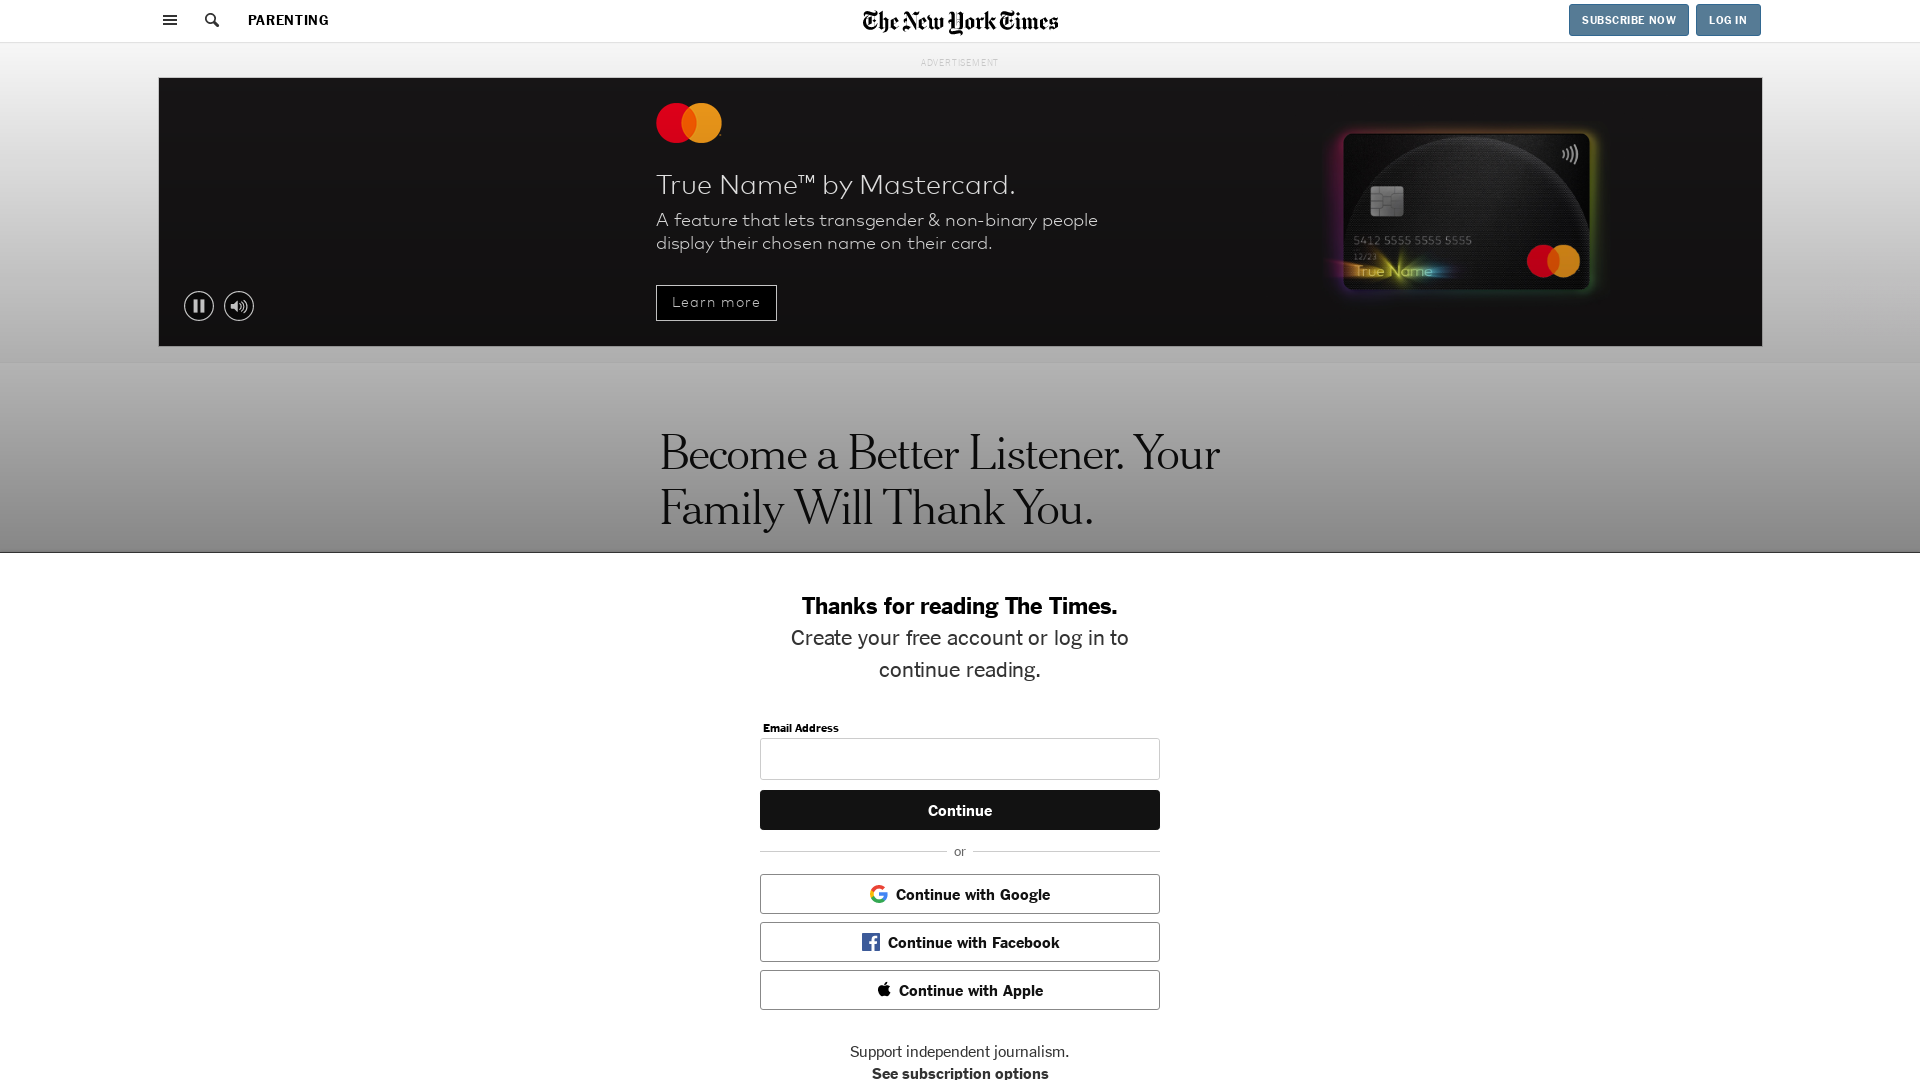 PARENTING
The New York Times
SUBSCRIBE NOW
LOG IN
ADVERTISEMENT
True Name™ by Mastercard.
A feature that lets transgender & non-binary people
display their chosen name on their card.
Learn more
5412 5555 5555 5555
12/23
True Name
Become a Better Listener. Your
Family Will Thank You.
Thanks for reading The Times.
Create your free account or log in to
continue reading.
Email Address
Continue
or
Continue with Google
Continue with Facebook
Continue with Apple
Support independent journalism.
See subscription options